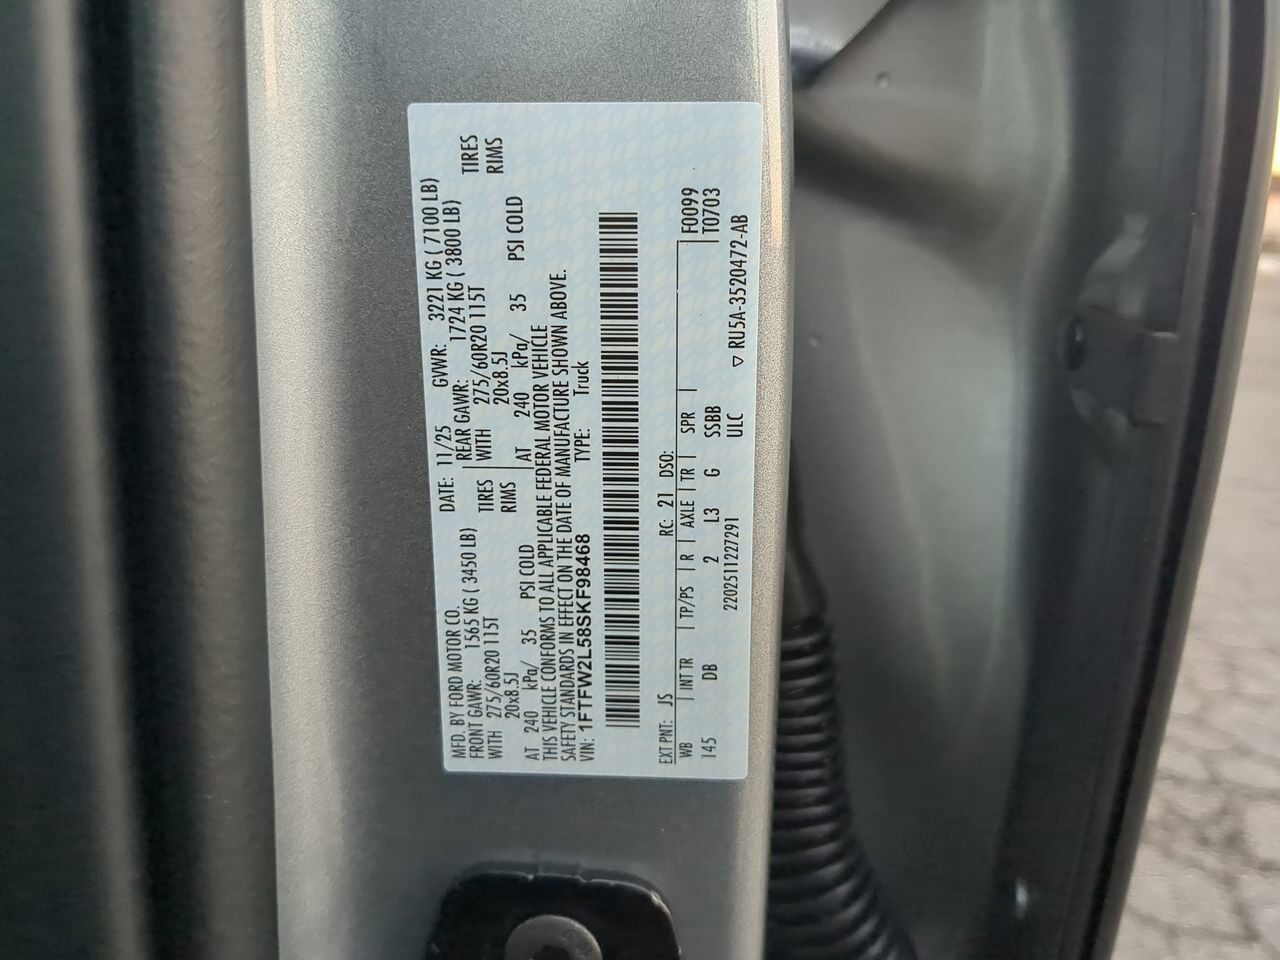 MFD. BY FORD MOTOR CO. DATE: 11/25 GVWR: 3221 KG ( 7100 LB)
FRONT GAWR: 1565 KG ( 3450 LB) REAR GAWR: 1724 KG ( 3800 LB)
WITH 275/60R20 115T TIRES WITH 275/60R20 115T TIRES
20x8.5J RIMS 20x8.5J RIMS
AT 240 kPa/ 35 PSI COLD AT 240 kPa/ 35 PSI COLD
THIS VEHICLE CONFORMS TO ALL APPLICABLE FEDERAL MOTOR VEHICLE
SAFETY STANDARDS IN EFFECT ON THE DATE OF MANUFACTURE SHOWN ABOVE.
VIN: 1FTFW2L58SKF98468 TYPE: Truck
EXT PNT: JS RC: 21 DSO: F0099
WB INT TR TP/PS R AXLE TR SPR T0703
145 DB 2 L3 G SSBB
2202511227291 ULC ▽ RU5A-3520472-AB